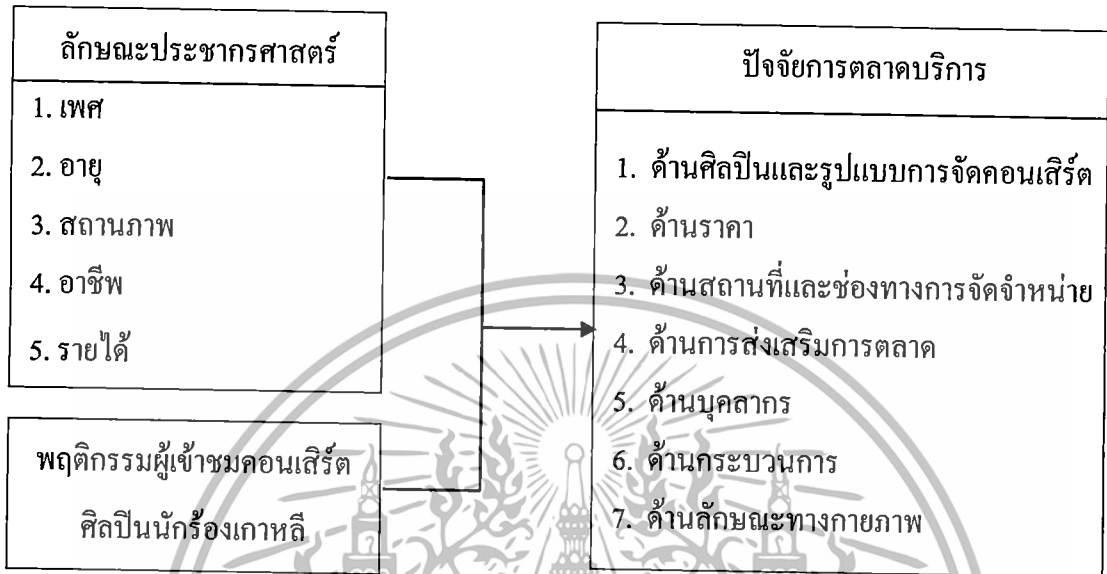 ลักษณะประชากรศาสตร์
1. เพศ
2. อายุ
3. สถานภาพ
4. อาชีพ
5. รายได้
พฤติกรรมผู้เข้าชมคอนเสิร์ต
ศิลปินนักร้องเกาหลี
ปัจจัยการตลาดบริการ
1. ด้านศิลปินและรูปแบบการจัดคอนเสิร์ต
2. ด้านราคา
3. ด้านสถานที่และช่องทางการจัดจำหน่าย
4. ด้านการส่งเสริมการตลาด
5. ด้านบุคลากร
6. ด้านกระบวนการ
7. ด้านลักษณะทางกายภาพ